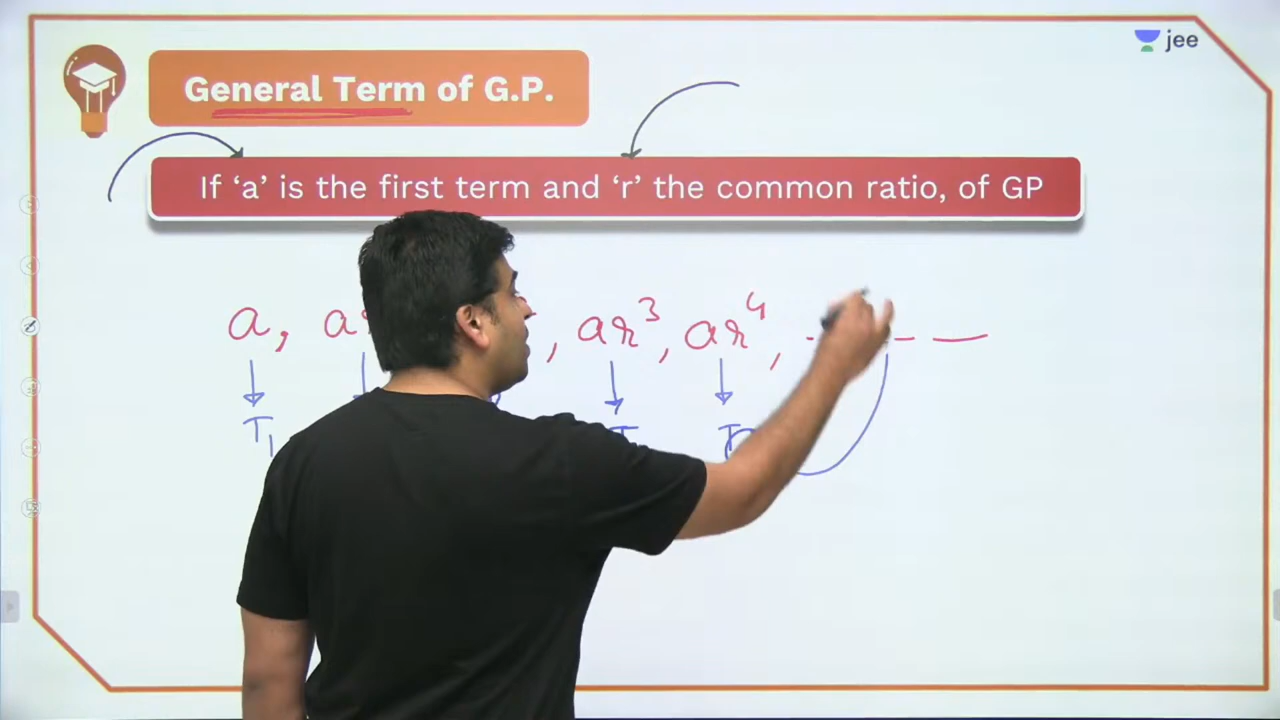 jee
General Term of G.P.
If ‘a’ is the first term and ‘r’ the common ratio, of GP
a, a , ar³, ar⁴, - — —
T₁ T